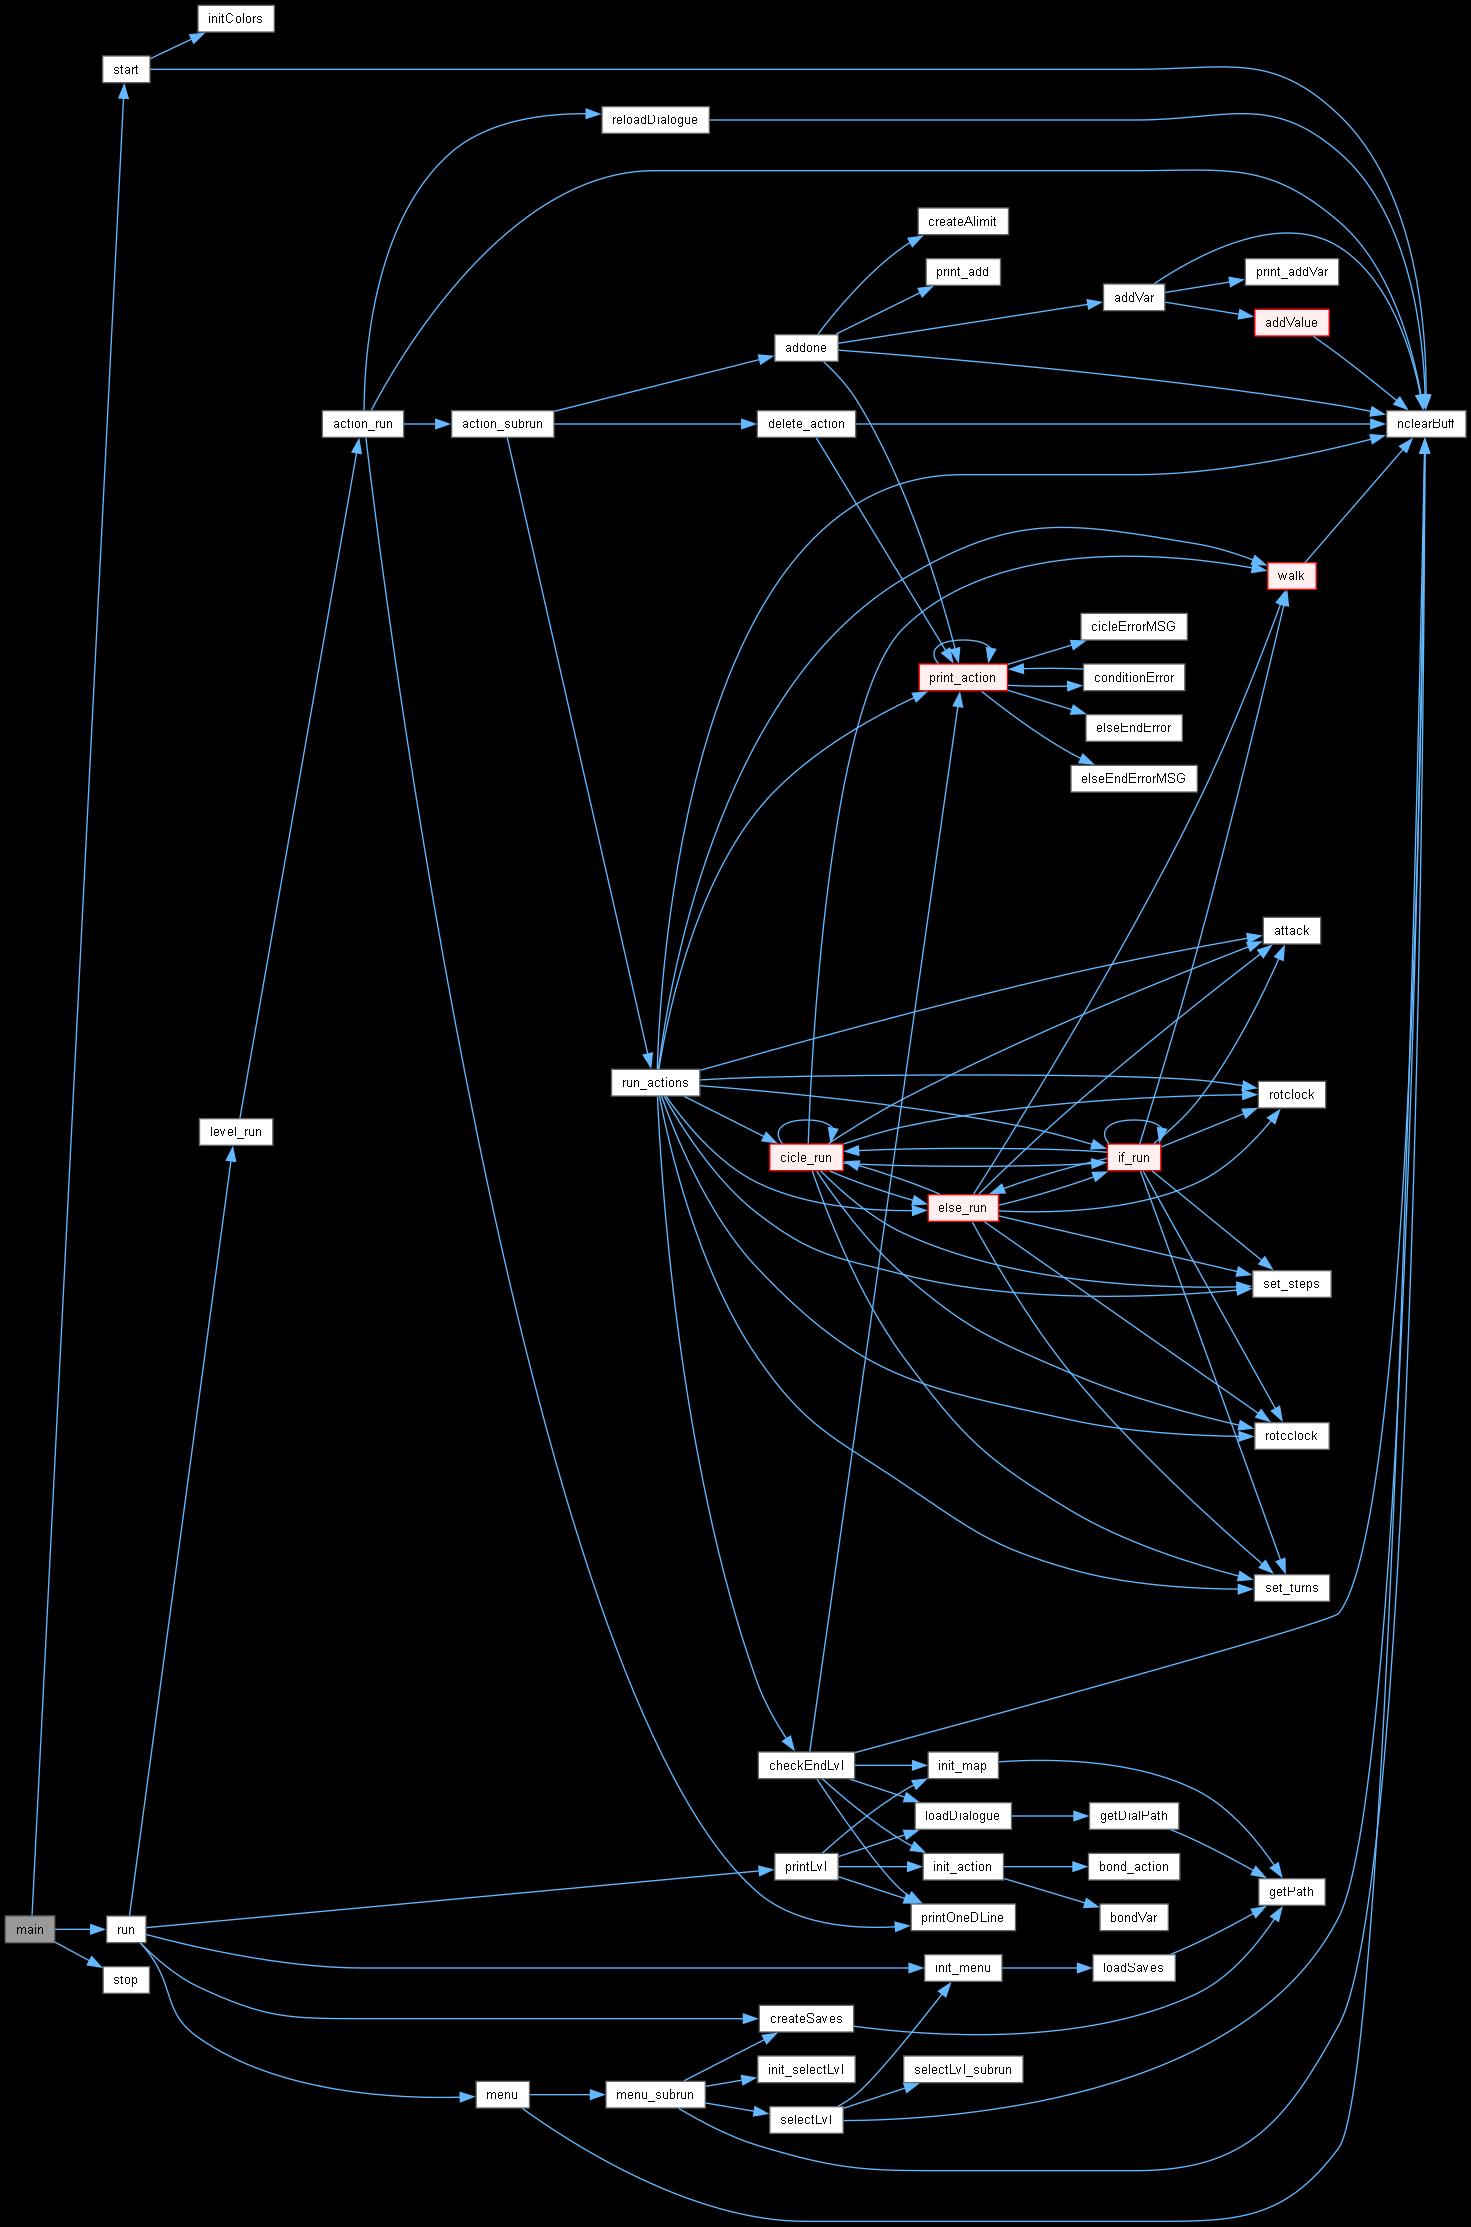 initColors
start
reloadDialogue
createAlimit
print_add
print_addVar
addVar
addValue
addone
action_run
action_subrun
delete_action
nclearBuff
walk
cicleErrorMSG
print_action
conditionError
elseEndError
elseEndErrorMSG
attack
run_actions
rotclock
level_run
cicle_run
if_run
else_run
set_steps
rotcclock
set_turns
checkEndLvl
init_map
loadDialogue
getDialPath
printLvl
init_action
bond_action
getPath
printOneDLine
bondVar
main
run
stop
init_menu
loadSaves
createSaves
init_selectLvl
selectLvl_subrun
menu
menu_subrun
selectLvl